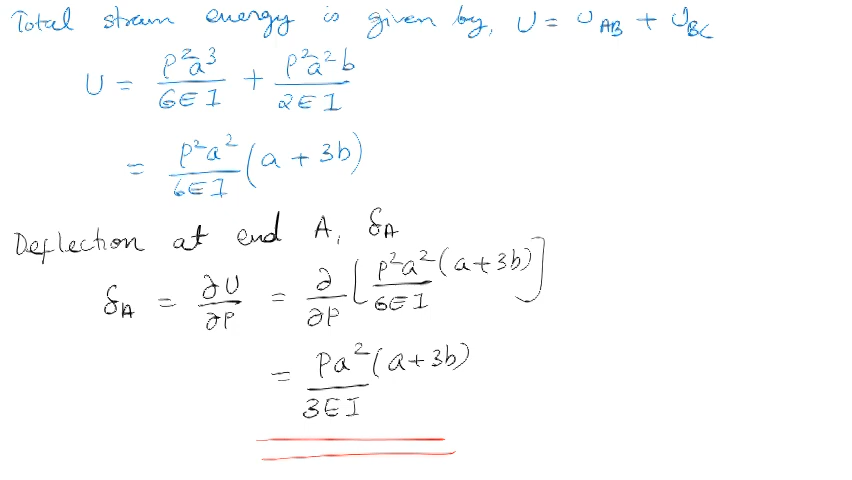 Total strain energy is given by, U = U_AB + U_BC
U = P²a³/6EI + P²a²b/2EI
= P²a²/6EI (a + 3b)
Deflection at end A, δ_A
δ_A = ∂U/∂P = ∂/∂P [P²a²(a+3b)/6EI]
= Pa²(a+3b)/3EI